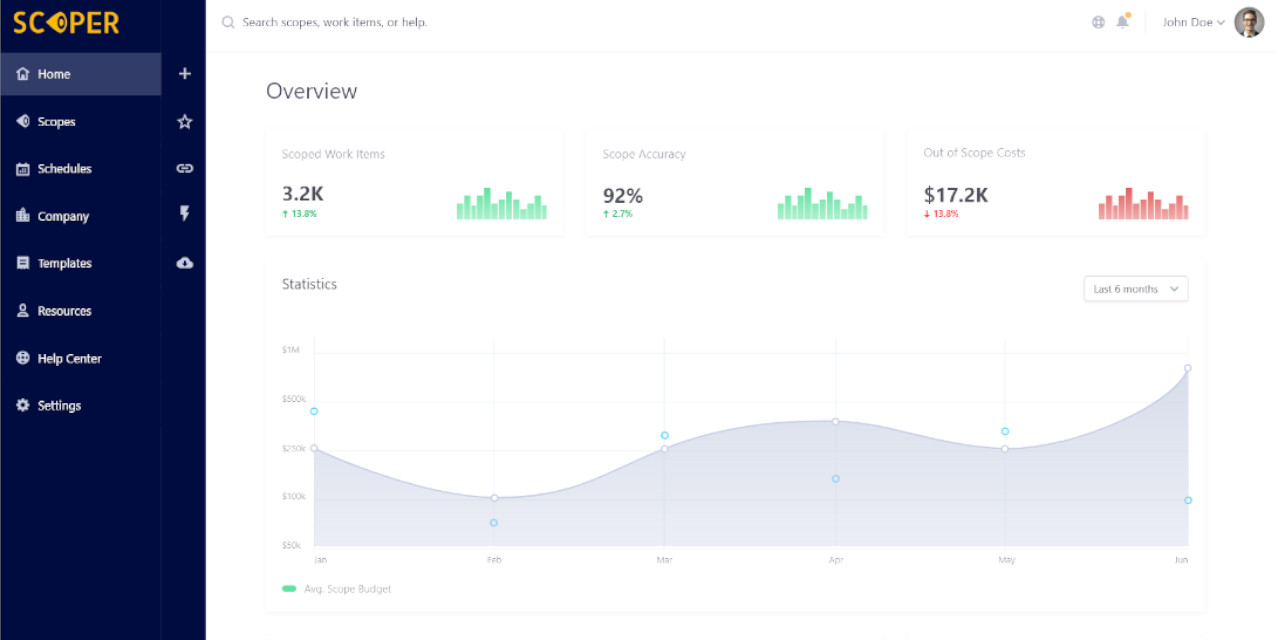 SCOPER
Search scopes, work items, or help.
John Doe
Home
Scopes
Schedules
Company
Templates
Resources
Help Center
Settings
Overview
Scoped Work Items
3.2K
↑ 13.8%
Scope Accuracy
92%
↑ 2.7%
Out of Scope Costs
$17.2K
↓ 13.8%
Statistics
Last 6 months
$1M
$500k
$250k
$100k
$50k
Jan
Feb
Mar
Apr
May
Jun
Avg. Scope Budget